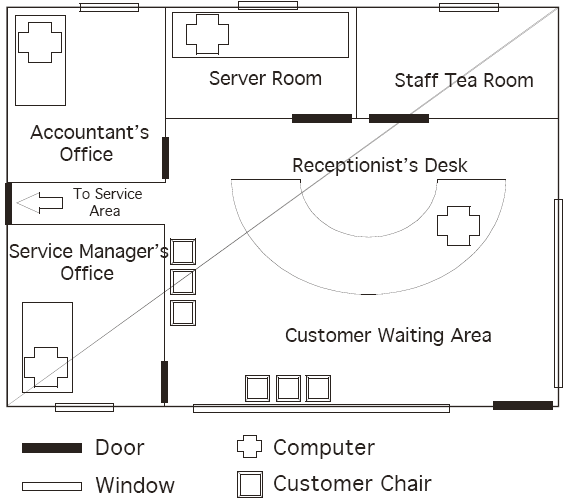 Server Room
Staff Tea Room
Accountant's
Office
Receptionist's Desk
To Service
Area
Service Manager's
Office
Customer Waiting Area
Door
Computer
Window
Customer Chair